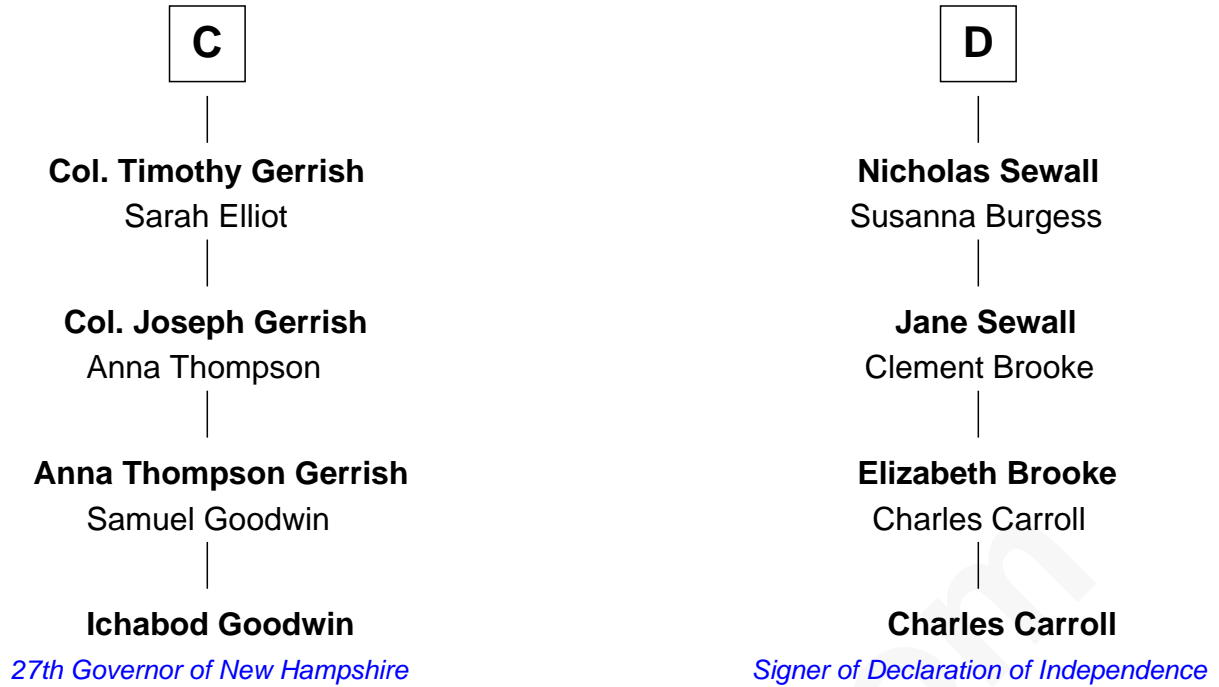 C
Col. Timothy Gerrish
Sarah Elliot
Col. Joseph Gerrish
Anna Thompson
Anna Thompson Gerrish
Samuel Goodwin
Ichabod Goodwin
27th Governor of New Hampshire
D
Nicholas Sewall
Susanna Burgess
Jane Sewall
Clement Brooke
Elizabeth Brooke
Charles Carroll
Charles Carroll
Signer of Declaration of Independence